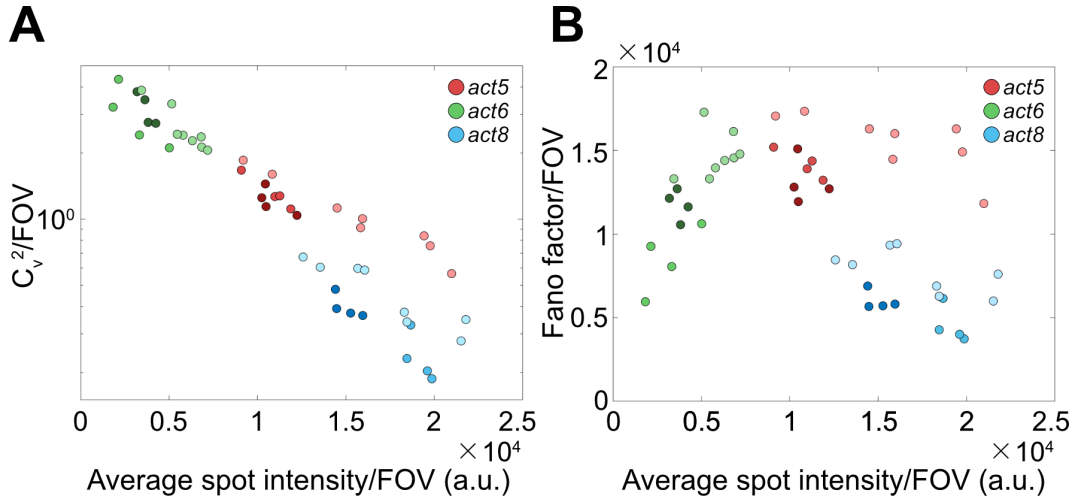 A
C_v²/FOV
10⁰
act5
act6
act8
0 0.5 1 1.5 2 2.5
× 10⁴
Average spot intensity/FOV (a.u.)
B
× 10⁴
Fano factor/FOV
2
1.5
1
0.5
0
act5
act6
act8
0 0.5 1 1.5 2 2.5
× 10⁴
Average spot intensity/FOV (a.u.)